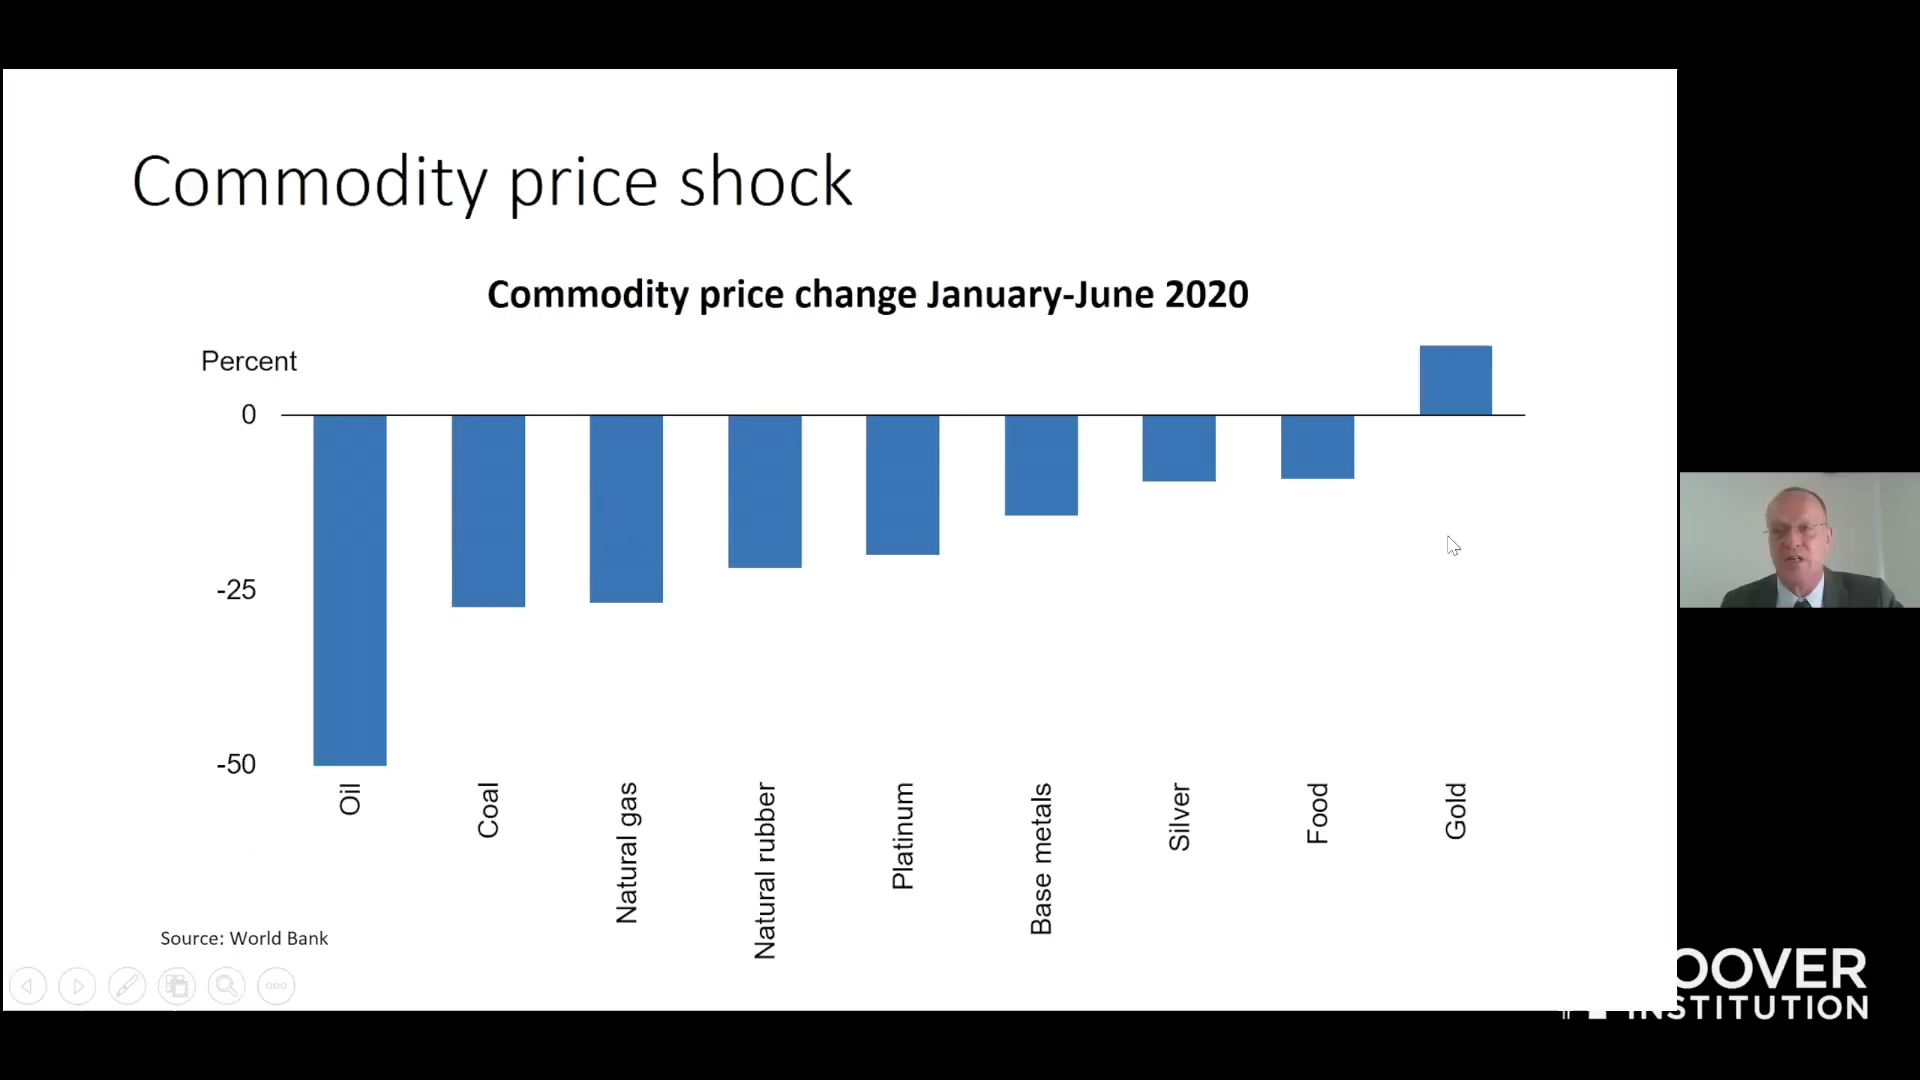 Commodity price shock
Commodity price change January-June 2020
Percent
0
-25
-50
Oil
Coal
Natural gas
Natural rubber
Platinum
Base metals
Silver
Food
Gold
Source: World Bank
OOVER
INSTITUTION